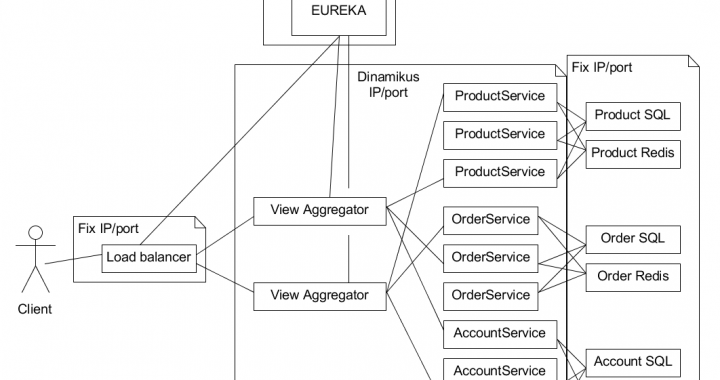 EUREKA
Dinamikus
IP/port
Fix IP/port
ProductService
ProductService
ProductService
Product SQL
Product Redis
Fix IP/port
Load balancer
Client
View Aggregator
View Aggregator
OrderService
OrderService
OrderService
Order SQL
Order Redis
AccountService
AccountService
Account SQL